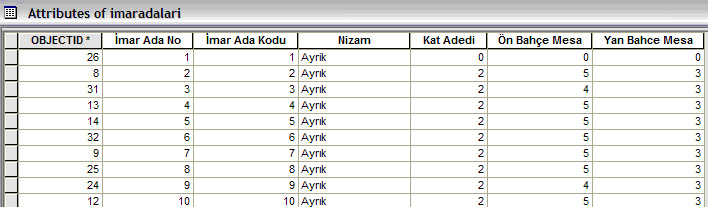 Attributes of imaradalari
OBJECTID * İmar Ada No İmar Ada Kodu Nizam Kat Adedi Ön Bahçe Mesa Yan Bahce Mesa
26 1 1 Ayrik 0 0 0
8 2 2 Ayrık 2 5 3
31 3 3 Ayrık 2 4 3
13 4 4 Ayrık 2 5 3
14 5 5 Ayrık 2 5 3
32 6 6 Ayrık 2 5 3
9 7 7 Ayrık 2 5 3
25 8 8 Ayrık 2 5 3
24 9 9 Ayrık 2 4 3
12 10 10 Ayrık 2 5 3